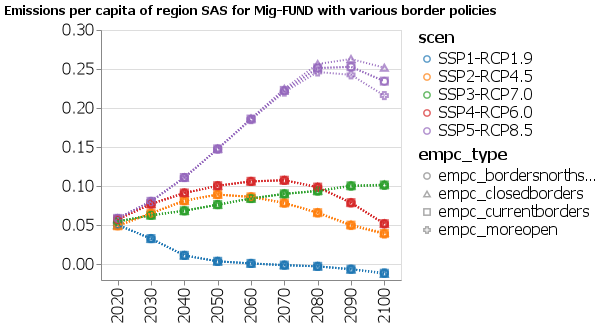 Emissions per capita of region SAS for Mig-FUND with various border policies
0.30
0.25
0.20
0.15
0.10
0.05
0.00
2020
2030
2040
2050
2060
2070
2080
2090
2100
scen
SSP1-RCP1.9
SSP2-RCP4.5
SSP3-RCP7.0
SSP4-RCP6.0
SSP5-RCP8.5
empc_type
empc_bordersnorths...
empc_closedborders
empc_currentborders
empc_moreopen